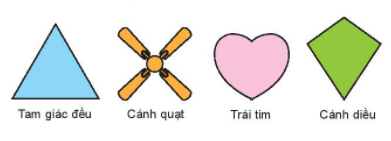 Tam giác đều
Cánh quạt
Trái tim
Cánh diều